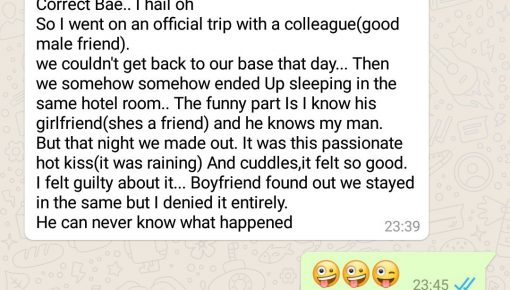 Correct Bae.. I hail oh
So I went on an official trip with a colleague(good
male friend).
we couldn't get back to our base that day... Then
we somehow somehow ended Up sleeping in the
same hotel room.. The funny part Is I know his
girlfriend(shes a friend) and he knows my man.
But that night we made out. It was this passionate
hot kiss(it was raining) And cuddles,it felt so good.
I felt guilty about it... Boyfriend found out we stayed
in the same but I denied it entirely.
He can never know what happened
23:39
🤪🤪😜
23:45